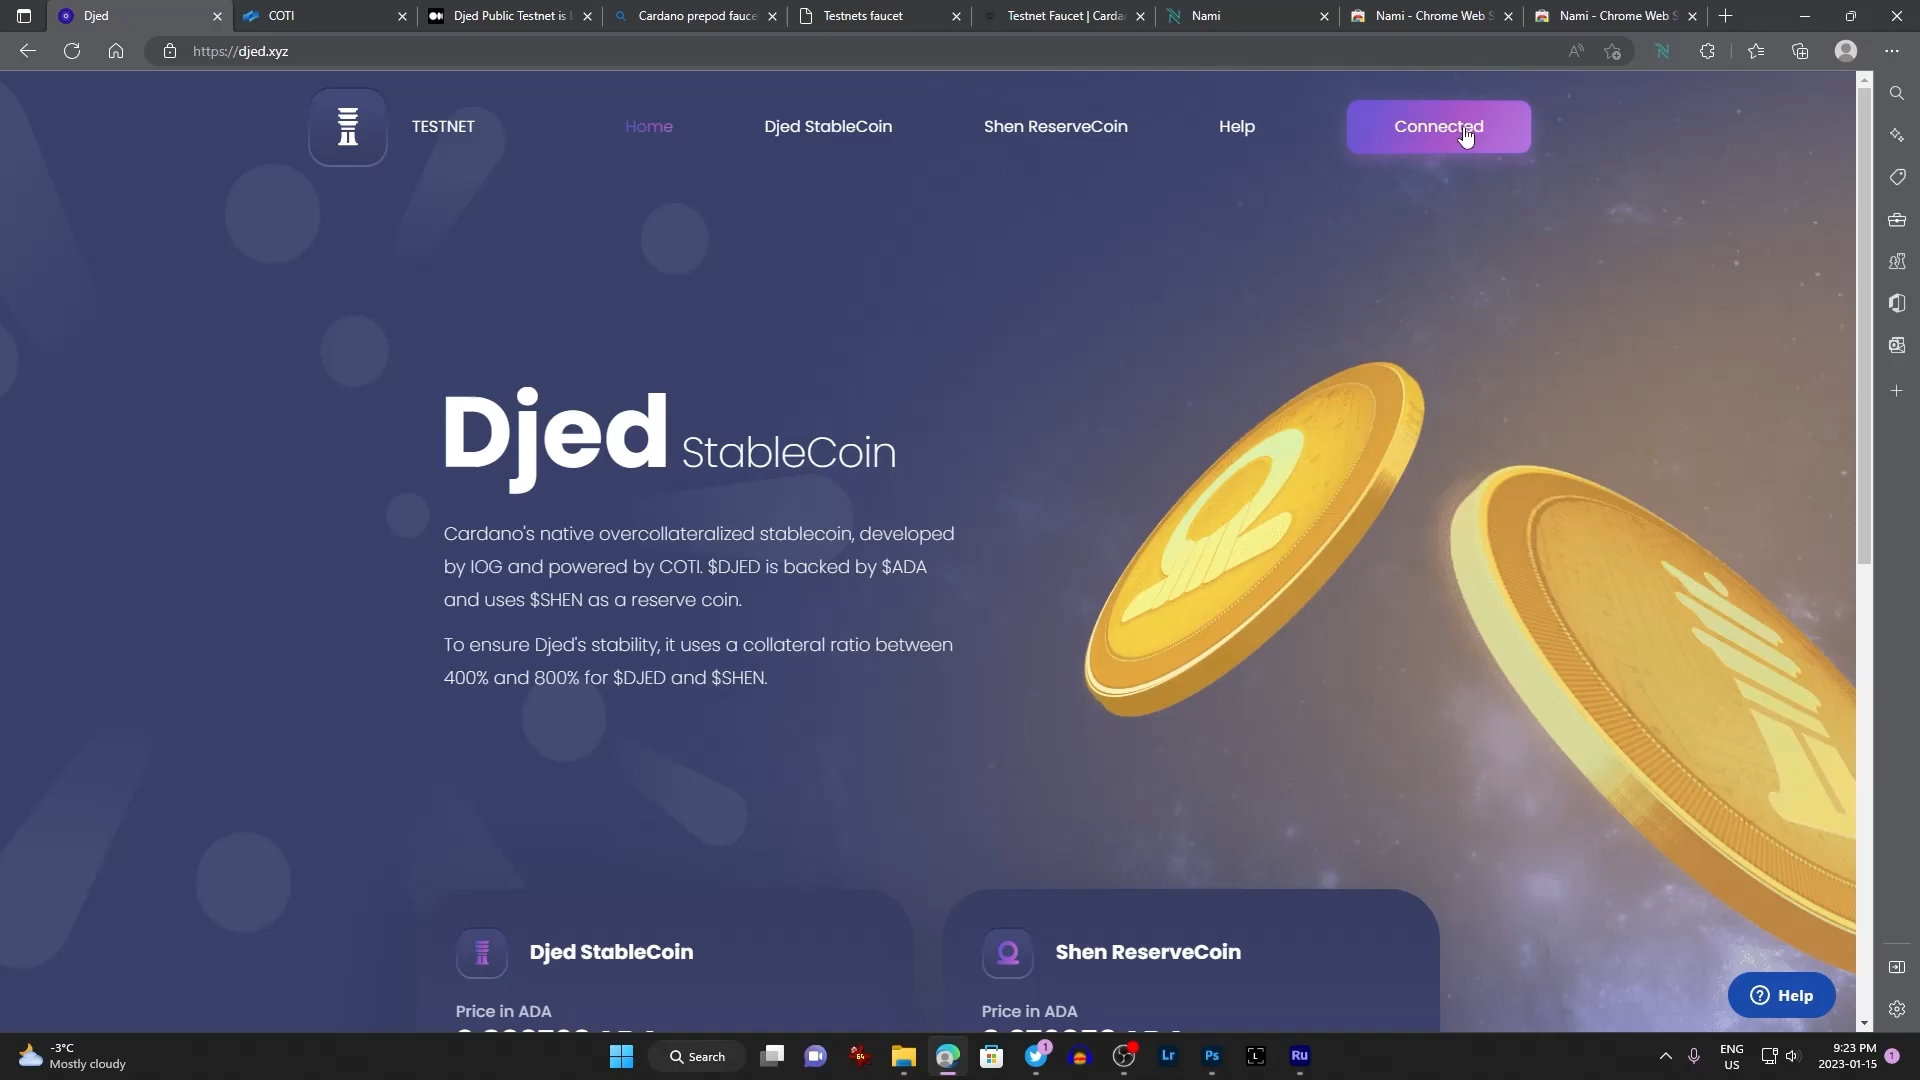 Djed
COTI
Djed Public Testnet is
Cardano prepod fauce
Testnets faucet
Testnet Faucet | Carda
Nami
Nami - Chrome Web S
Nami - Chrome Web S
https://djed.xyz
TESTNET
Home
Djed StableCoin
Shen ReserveCoin
Help
Connected
Djed StableCoin
Cardano's native overcollateralized stablecoin, developed
by IOG and powered by COTI. $DJED is backed by $ADA
and uses $SHEN as a reserve coin.
To ensure Djed's stability, it uses a collateral ratio between
400% and 800% for $DJED and $SHEN.
Djed StableCoin
Price in ADA
Shen ReserveCoin
Price in ADA
Help
-3°C
Mostly cloudy
Search
64
1
Lr
Ps
L
Ru
ENG
US
9:23 PM
2023-01-15
1